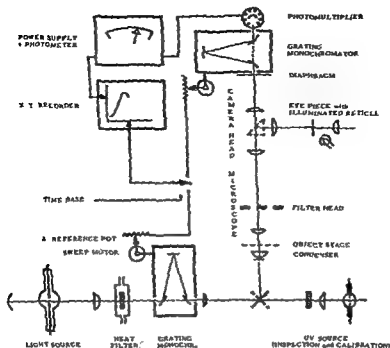 PHOTOMULTIPLIER
POWER SUPPLY
+ PHOTOMETER
GRATING
MONOCHROMATOR
DIAPHRAGM
X Y RECORDER
CAMERA HEAD
EYE PIECE with
ILLUMINATED RETICLE
MICROSCOPE
TIME BASE
FILTER HEAD
λ REFERENCE POT
SWEEP MOTOR
OBJECT STAGE
CONDENSER
LIGHT SOURCE
HEAT
FILTER
GRATING
MONOCHR.
UV SOURCE
(INSPECTION and CALIBRATION)